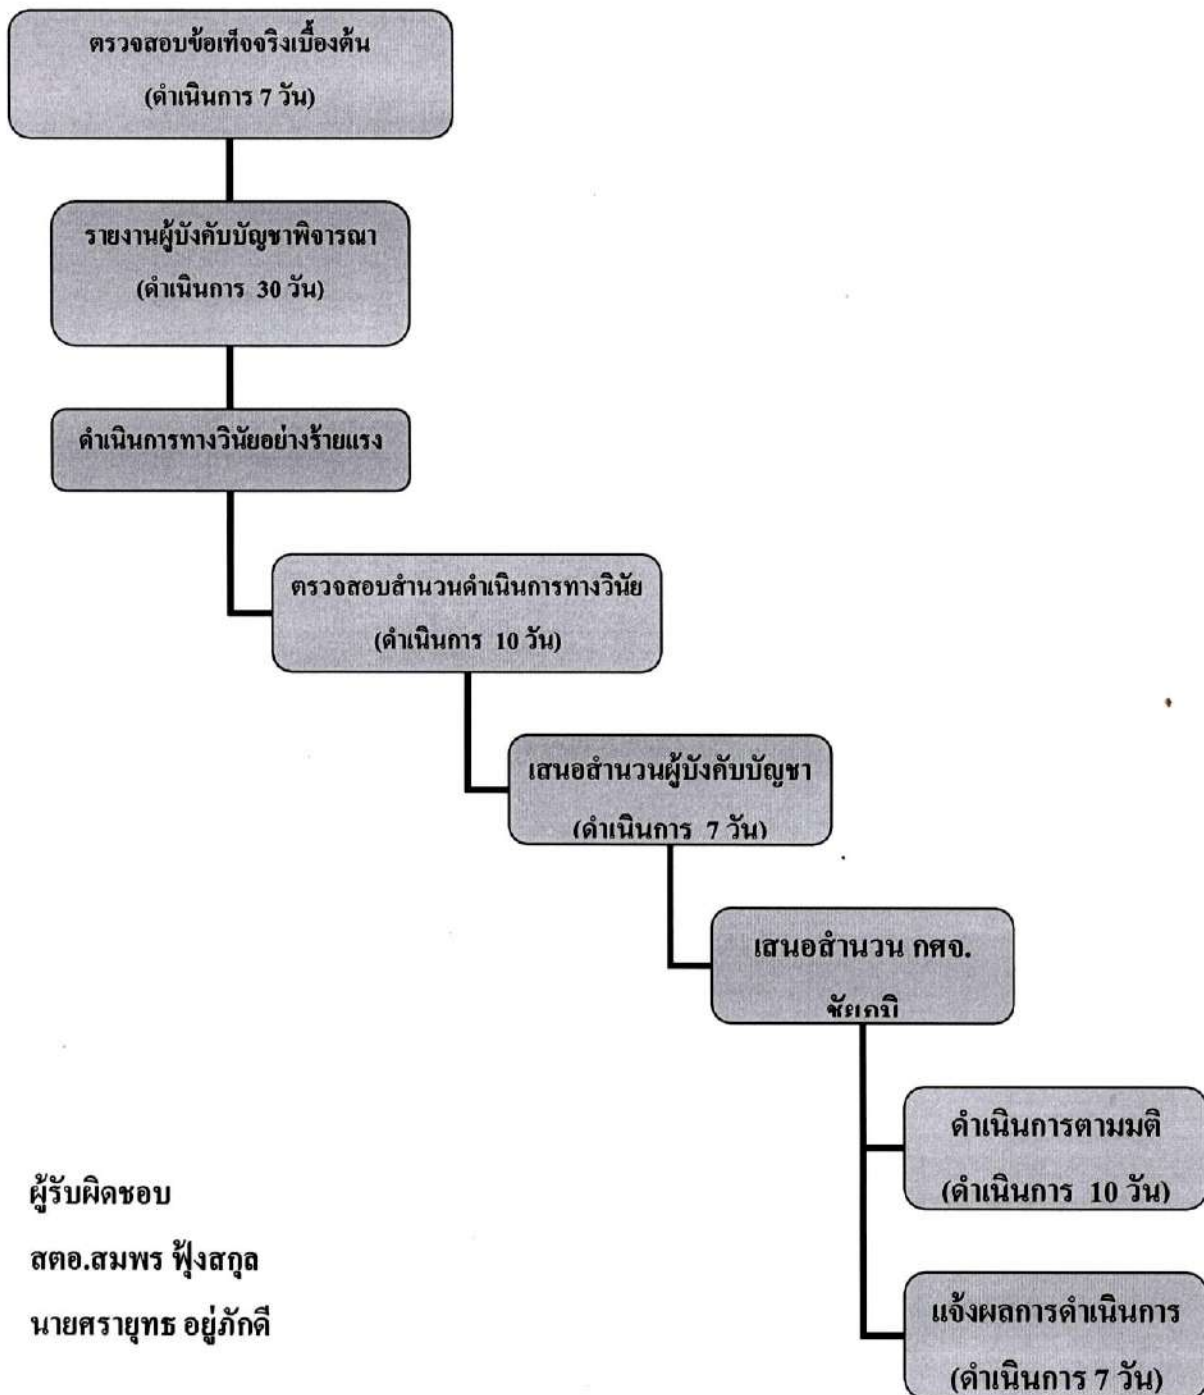 ตรวจสอบข้อเท็จจริงเบื้องต้น
(ดำเนินการ 7 วัน)
รายงานผู้บังคับบัญชาพิจารณา
(ดำเนินการ  30 วัน)
ดำเนินการทางวินัยอย่างร้ายแรง
ตรวจสอบสำนวนดำเนินการทางวินัย
(ดำเนินการ  10 วัน)
เสนอสำนวนผู้บังคับบัญชา
(ดำเนินการ  7 วัน)
เสนอสำนวน กศจ.
ชัยภูมิ
ดำเนินการตามมติ
(ดำเนินการ  10 วัน)
แจ้งผลการดำเนินการ
(ดำเนินการ 7 วัน)
ผู้รับผิดชอบ
สตอ.สมพร ฟุ้งสกุล
นายศรายุทธ อยู่ภักดี